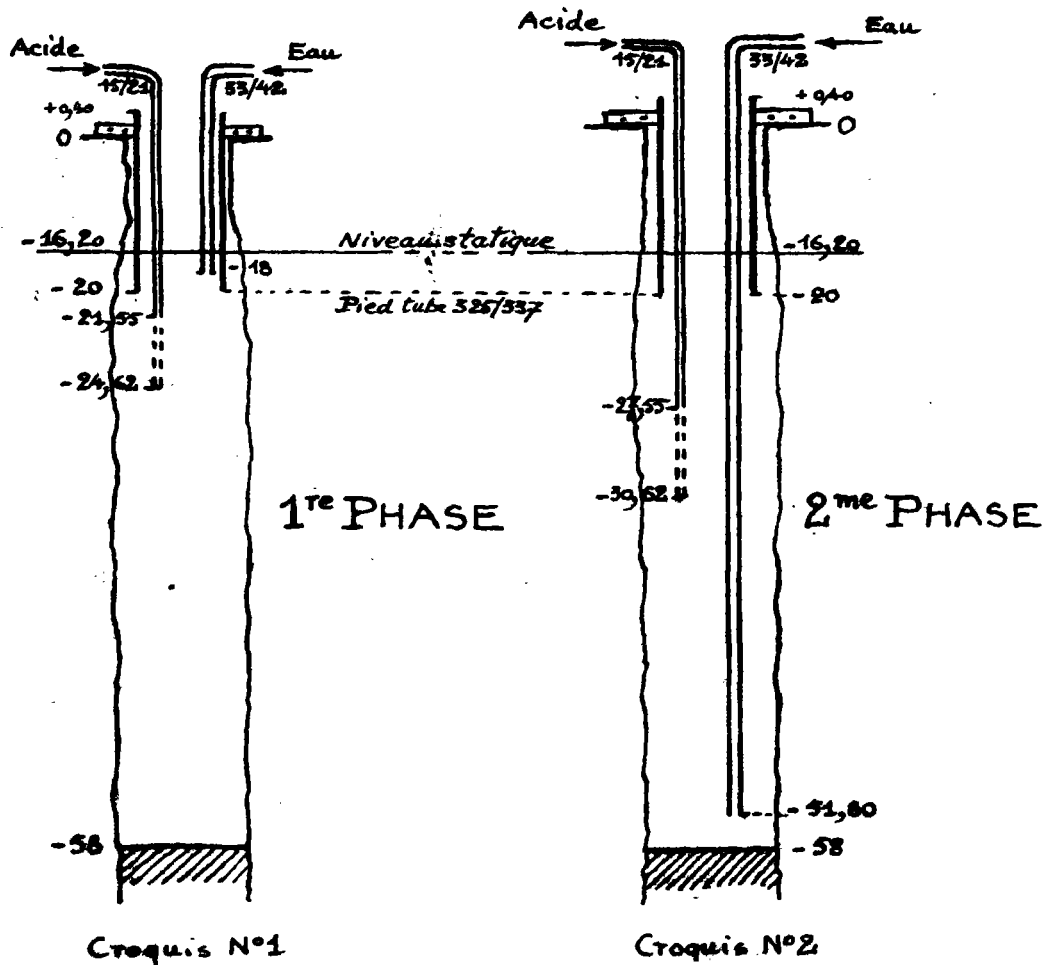 Acide
Eau
15/21
33/42
+0,40
0
-16,20
-18
-20
-21,55
-24,62
1re PHASE
-58
Croquis N°1
Niveau statique
Pied tube 325/337
Acide
Eau
15/21
33/42
+0,40
0
-16,20
-20
-27,55
-30,62
2me PHASE
-51,80
-58
Croquis N°2